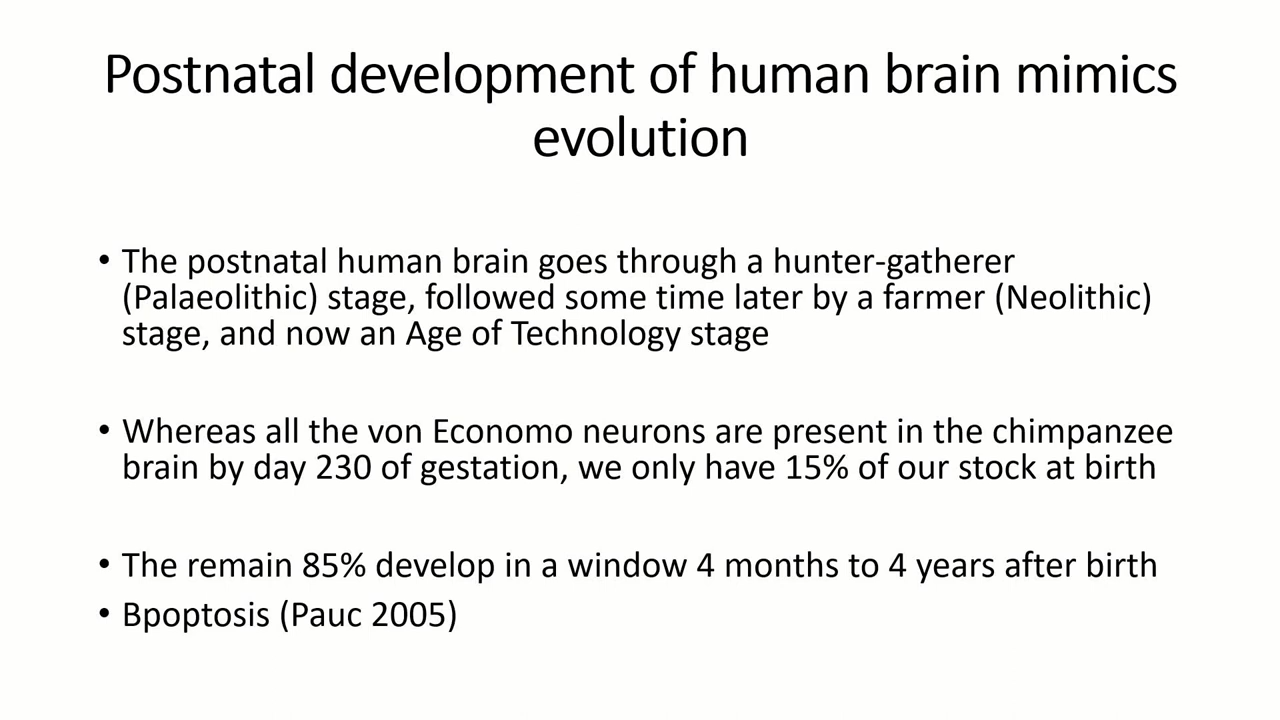 Postnatal development of human brain mimics
evolution
• The postnatal human brain goes through a hunter-gatherer
(Palaeolithic) stage, followed some time later by a farmer (Neolithic)
stage, and now an Age of Technology stage
• Whereas all the von Economo neurons are present in the chimpanzee
brain by day 230 of gestation, we only have 15% of our stock at birth
• The remain 85% develop in a window 4 months to 4 years after birth
• Bpoptosis (Pauc 2005)